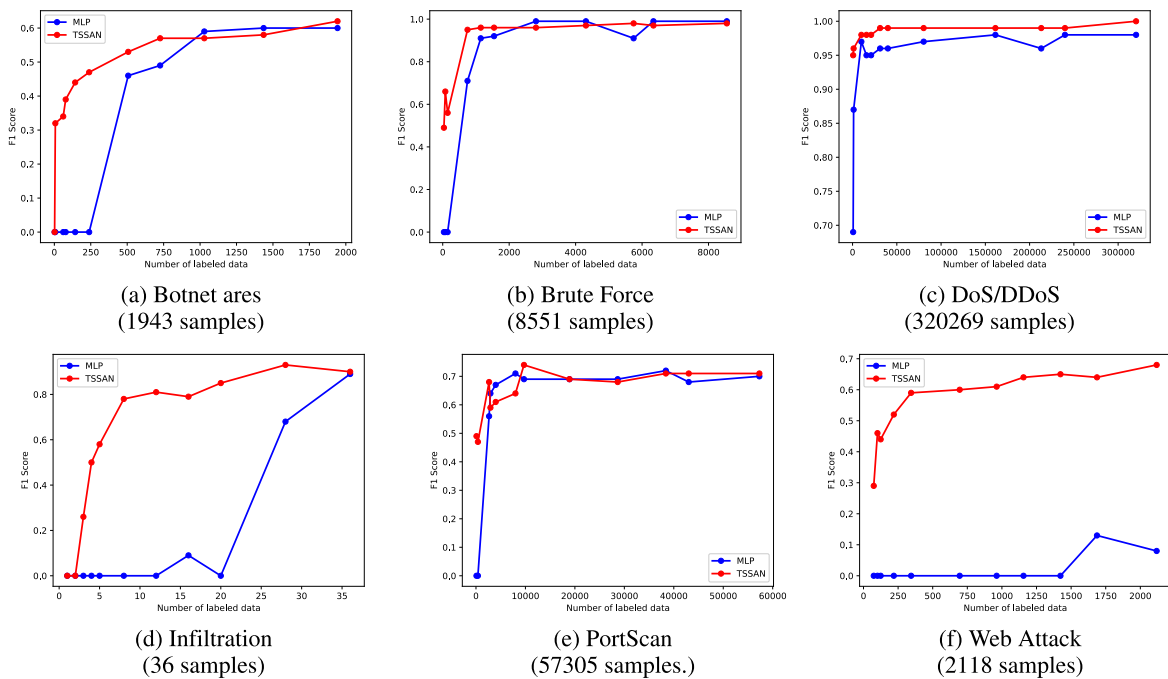 MLP
TSSAN
F1 Score
0.6
0.5
0.4
0.3
0.2
0.1
0.0
0 250 500 750 1000 1250 1500 1750 2000
Number of labeled data
(a) Botnet ares
(1943 samples)
F1 Score
1.0
0.8
0.6
0.4
0.2
0.0
MLP
TSSAN
0 2000 4000 6000 8000
Number of labeled data
(b) Brute Force
(8551 samples)
F1 Score
1.00
0.95
0.90
0.85
0.80
0.75
0.70
MLP
TSSAN
0 50000 100000 150000 200000 250000 300000
Number of labeled data
(c) DoS/DDoS
(320269 samples)
MLP
TSSAN
F1 Score
0.8
0.6
0.4
0.2
0.0
0 5 10 15 20 25 30 35
Number of labeled data
(d) Infiltration
(36 samples)
F1 Score
0.7
0.6
0.5
0.4
0.3
0.2
0.1
0.0
MLP
TSSAN
0 10000 20000 30000 40000 50000 60000
Number of labeled data
(e) PortScan
(57305 samples.)
MLP
TSSAN
F1 Score
0.7
0.6
0.5
0.4
0.3
0.2
0.1
0.0
0 250 500 750 1000 1250 1500 1750 2000
Number of labeled data
(f) Web Attack
(2118 samples)